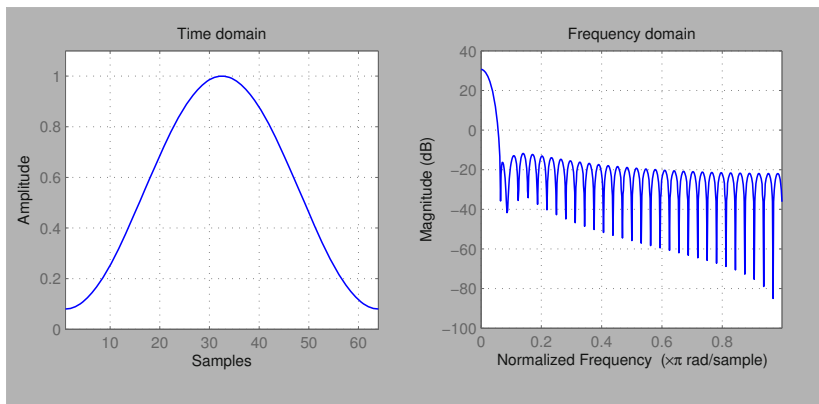 Time domain
Amplitude
1
0.8
0.6
0.4
0.2
0
10 20 30 40 50 60
Samples
Frequency domain
Magnitude (dB)
40
20
0
−20
−40
−60
−80
−100
0 0.2 0.4 0.6 0.8
Normalized Frequency (×π rad/sample)